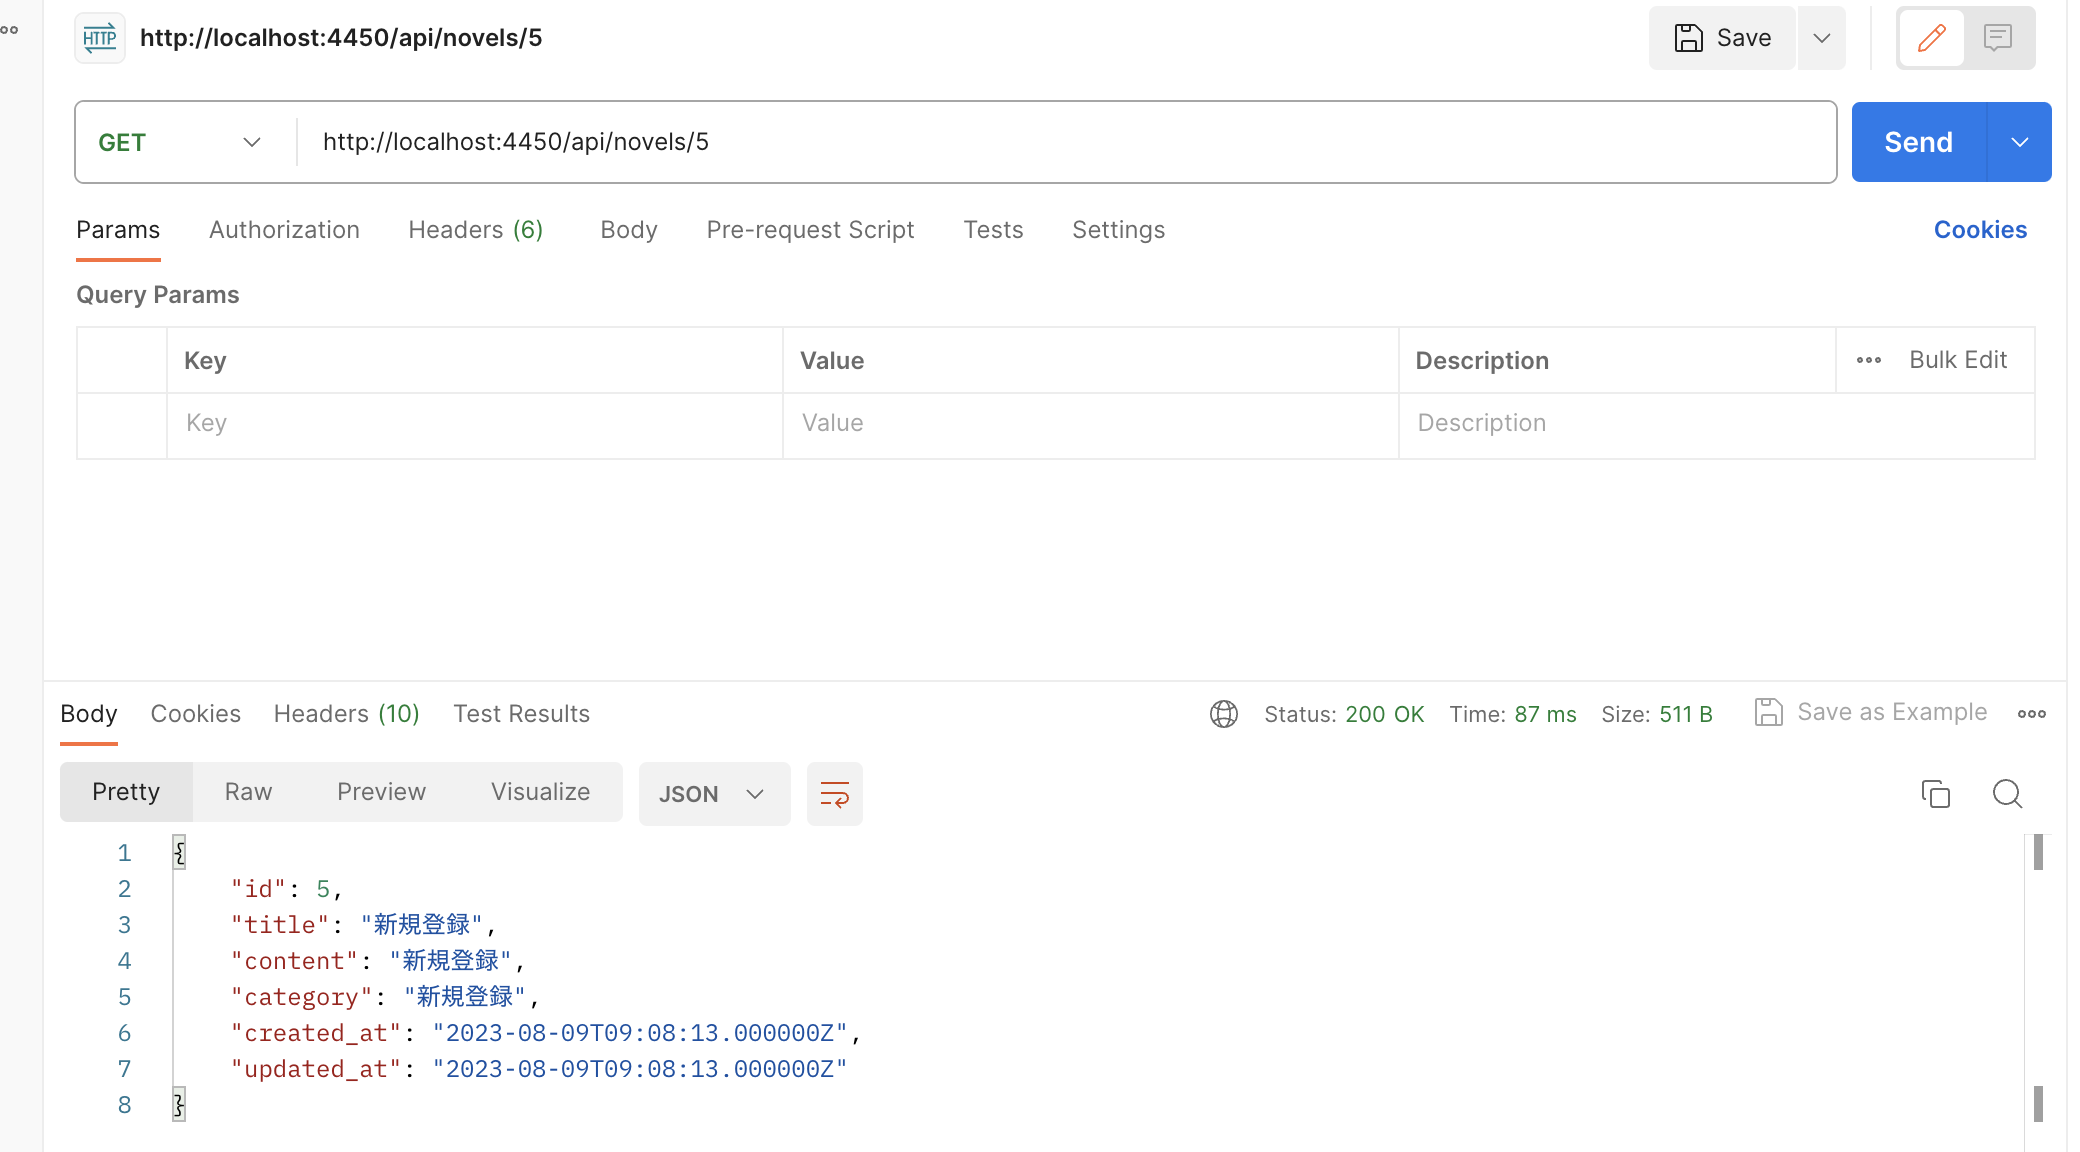 HTTP http://localhost:4450/api/novels/5 Save
GET http://localhost:4450/api/novels/5 Send
Params Authorization Headers (6) Body Pre-request Script Tests Settings Cookies
Query Params
Key Value Description Bulk Edit
Key Value Description
Body Cookies Headers (10) Test Results Status: 200 OK Time: 87 ms Size: 511 B Save as Example
Pretty Raw Preview Visualize JSON
1 {
2 "id": 5,
3 "title": "新規登録",
4 "content": "新規登録",
5 "category": "新規登録",
6 "created_at": "2023-08-09T09:08:13.000000Z",
7 "updated_at": "2023-08-09T09:08:13.000000Z"
8 }